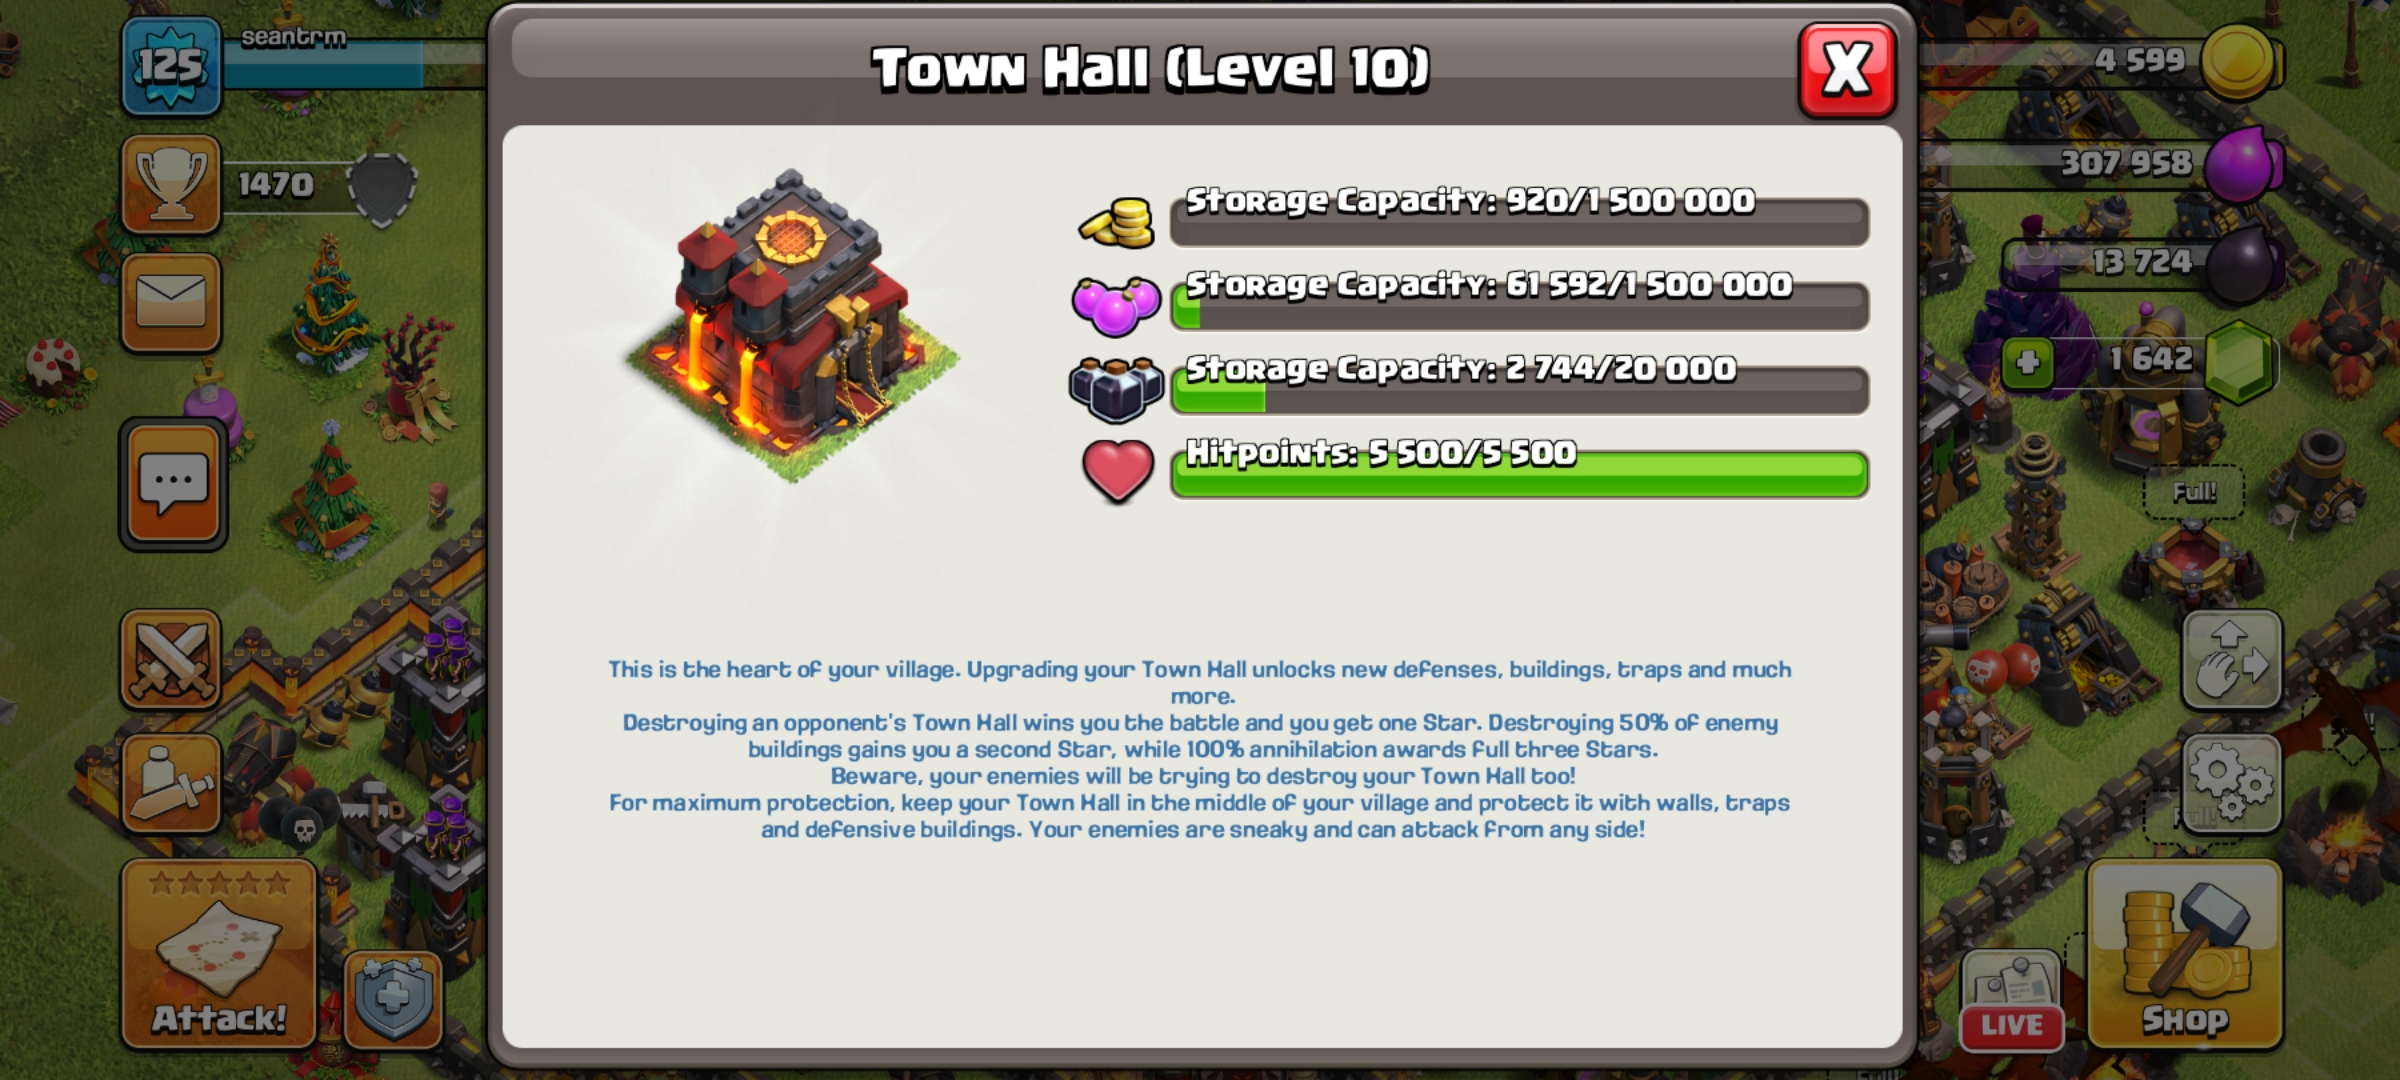 125
seantrm
1470
Town Hall (Level 10)
X
4 599
307 958
13 724
1 642
Storage Capacity: 920/1 500 000
Storage Capacity: 61 592/1 500 000
Storage Capacity: 2 744/20 000
Hitpoints: 5 500/5 500
Full!
This is the heart of your village. Upgrading your Town Hall unlocks new defenses, buildings, traps and much
more.
Destroying an opponent's Town Hall wins you the battle and you get one Star. Destroying 50% of enemy
buildings gains you a second Star, while 100% annihilation awards full three Stars.
Beware, your enemies will be trying to destroy your Town Hall too!
For maximum protection, keep your Town Hall in the middle of your village and protect it with walls, traps
and defensive buildings. Your enemies are sneaky and can attack from any side!
Full!
Attack!
LIVE
Shop